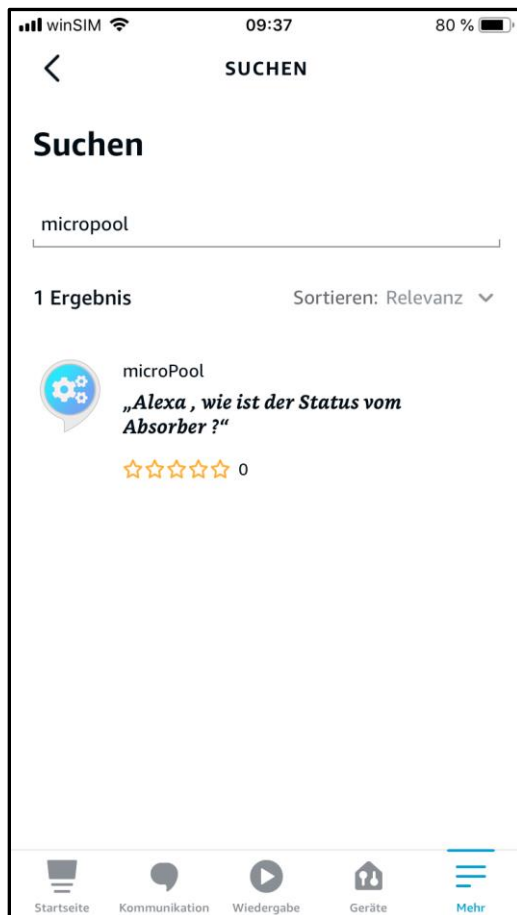 winSIM 09:37 80 %
SUCHEN
Suchen
micropool
1 Ergebnis Sortieren: Relevanz
microPool
„Alexa , wie ist der Status vom
Absorber ?“
0
Startseite Kommunikation Wiedergabe Geräte Mehr